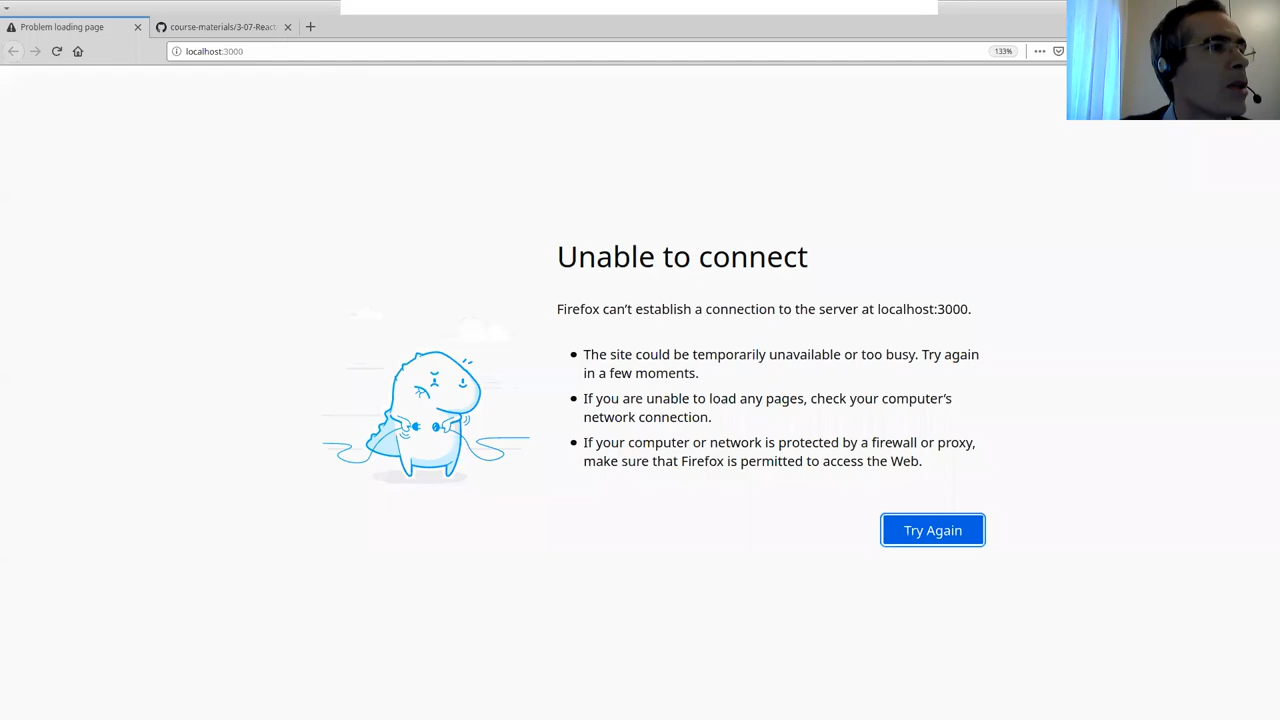 Problem loading page
course-materials/3-07-React
localhost:3000
133%
Unable to connect
Firefox can’t establish a connection to the server at localhost:3000.
The site could be temporarily unavailable or too busy. Try again
in a few moments.
If you are unable to load any pages, check your computer’s
network connection.
If your computer or network is protected by a firewall or proxy,
make sure that Firefox is permitted to access the Web.
Try Again